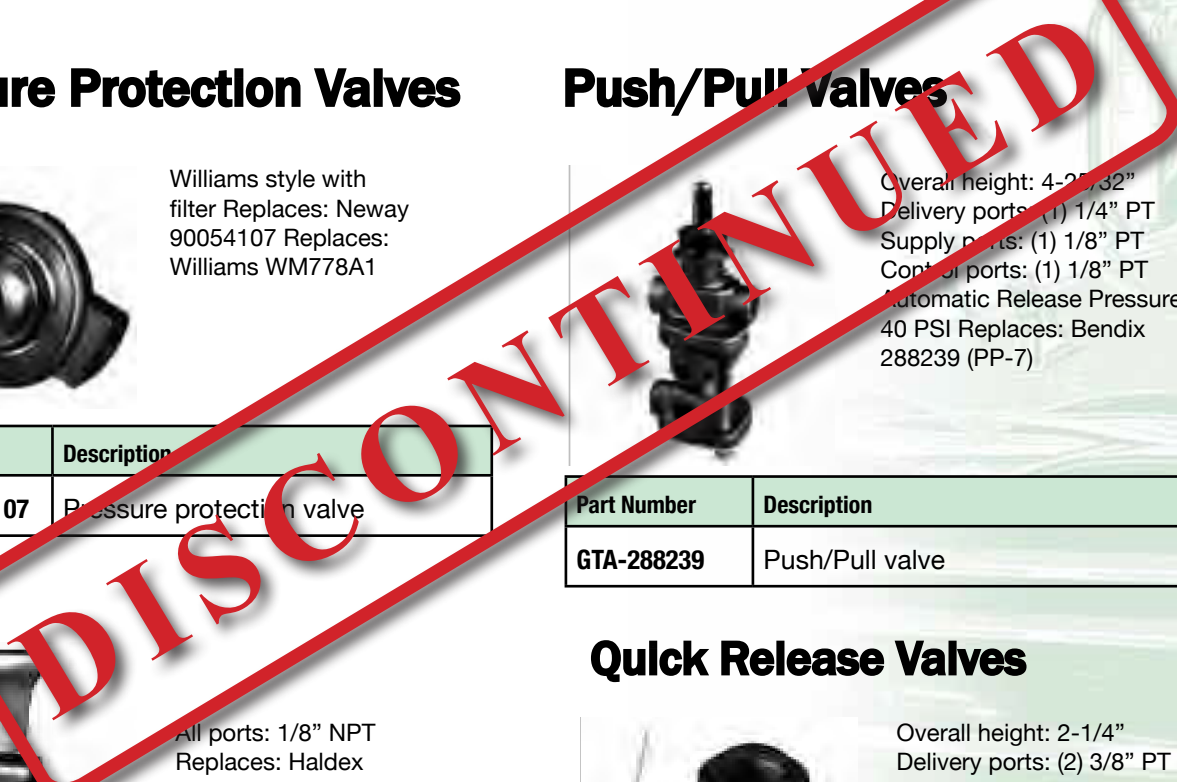 ure Protection Valves
Williams style with
filter Replaces: Neway
90054107 Replaces:
Williams WM778A1
Description
07 Pressure protection valve
All ports: 1/8” NPT
Replaces: Haldex
Push/Pull Valves
Overall height: 4-25/32”
Delivery ports: (1) 1/4” PT
Supply ports: (1) 1/8” PT
Control ports: (1) 1/8” PT
Automatic Release Pressure
40 PSI Replaces: Bendix
288239 (PP-7)
Part Number Description
GTA-288239 Push/Pull valve
Quick Release Valves
Overall height: 2-1/4”
Delivery ports: (2) 3/8” PT
DISCONTINUED